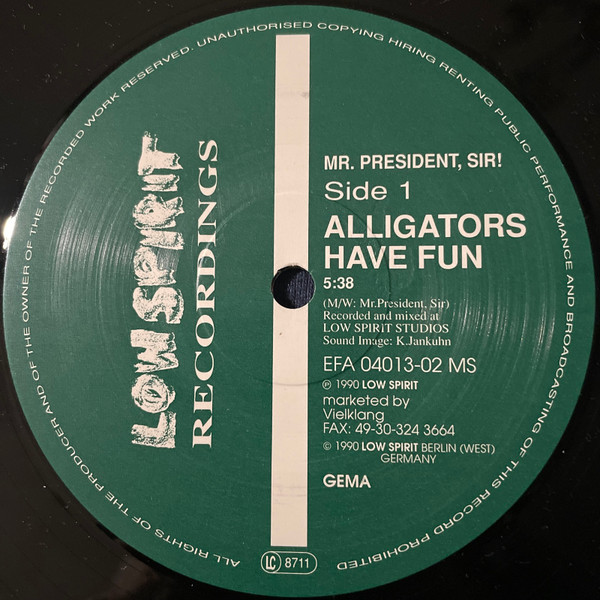 ALL RIGHTS OF THE PRODUCER AND OF THE OWNER OF THE RECORDED WORK RESERVED. UNAUTHORISED COPYING HIRING RENTING PUBLIC PERFORMANCE AND BROADCASTING OF THIS RECORD PROHIBITED
LOW SPIRIT
RECORDINGS
MR. PRESIDENT, SIR!
Side 1
ALLIGATORS
HAVE FUN
5:38
(M/W: Mr.President, Sir)
Recorded and mixed at
LOW SPIRiT STUDIOS
Sound Image: K.Jankuhn
EFA 04013-02 MS
℗ 1990 LOW SPIRIT
marketed by
Vielklang
FAX: 49-30-324 3664
© 1990 LOW SPIRIT BERLIN (WEST)
GERMANY
GEMA
LC 8711